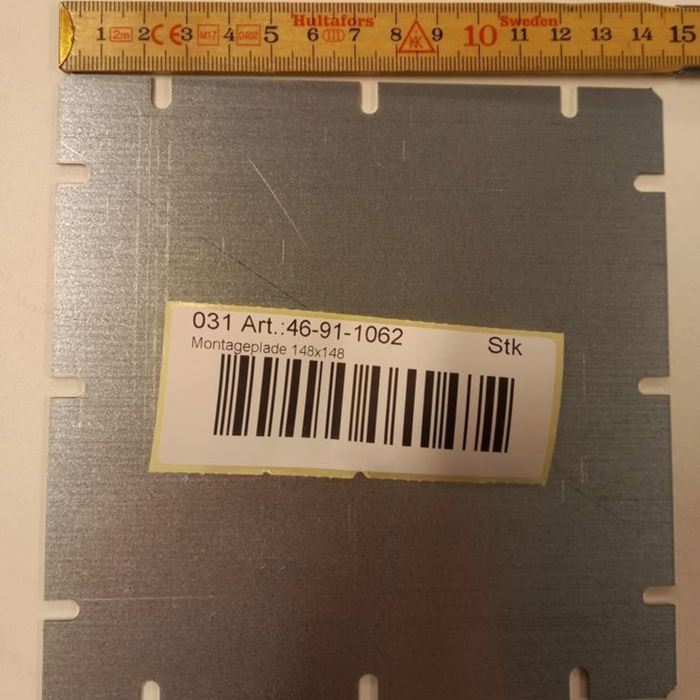 Hultafors Sweden
1 2m 2 CE 3 M17 4 0402 5 6 7 8 KK 9 10 11 12 13 14 15
031 Art.:46-91-1062 Stk
Montageplade 148x148